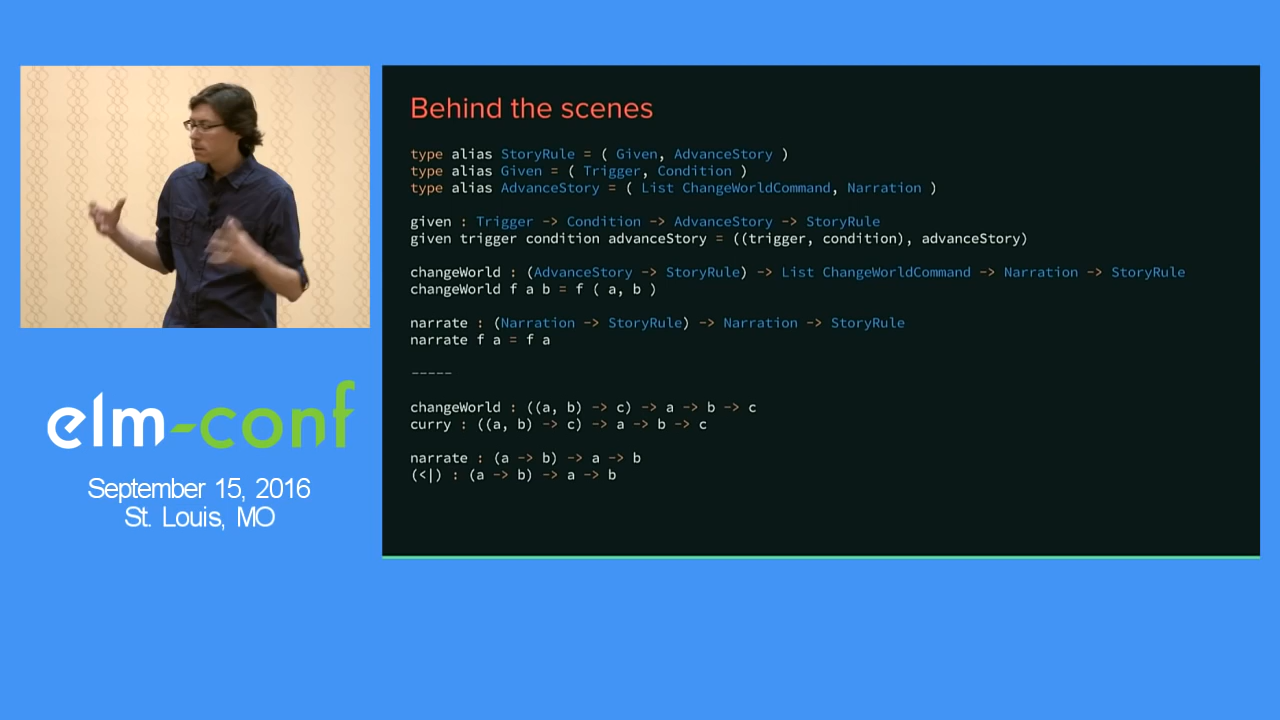 Behind the scenes
type alias StoryRule = ( Given, AdvanceStory )
type alias Given = ( Trigger, Condition )
type alias AdvanceStory = ( List ChangeWorldCommand, Narration )
given : Trigger -> Condition -> AdvanceStory -> StoryRule
given trigger condition advanceStory = ((trigger, condition), advanceStory)
changeWorld : (AdvanceStory -> StoryRule) -> List ChangeWorldCommand -> Narration -> StoryRule
changeWorld f a b = f ( a, b )
narrate : (Narration -> StoryRule) -> Narration -> StoryRule
narrate f a = f a
-----
changeWorld : ((a, b) -> c) -> a -> b -> c
curry : ((a, b) -> c) -> a -> b -> c
narrate : (a -> b) -> a -> b
(<|) : (a -> b) -> a -> b
elm-conf
September 15, 2016
St. Louis, MO